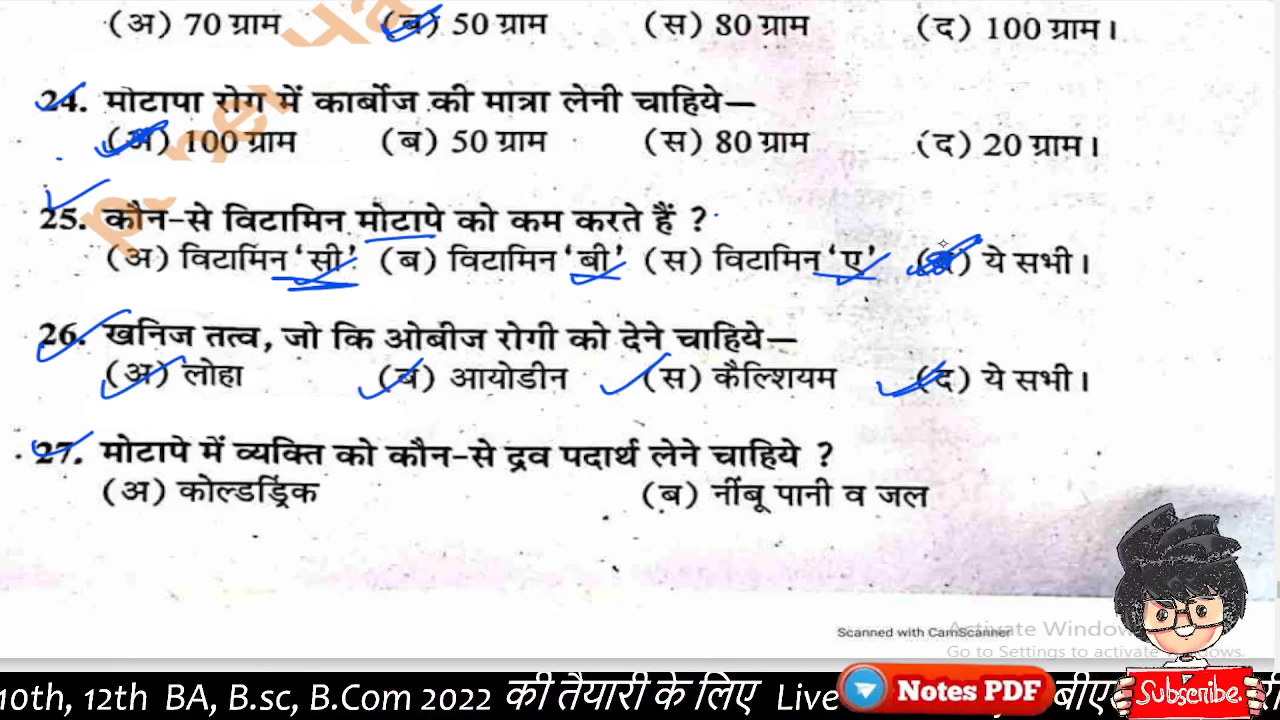 (अ) 70 ग्राम (ब) 50 ग्राम (स) 80 ग्राम (द) 100 ग्राम।
24. मोटापा रोग में कार्बोज की मात्रा लेनी चाहिये—
(अ) 100 ग्राम (ब) 50 ग्राम (स) 80 ग्राम (द) 20 ग्राम।
25. कौन-से विटामिन मोटापे को कम करते हैं ?
(अ) विटामिन ‘सी’ (ब) विटामिन ‘बी’ (स) विटामिन ‘ए’ (द) ये सभी।
26. खनिज तत्व, जो कि ओबीज रोगी को देने चाहिये—
(अ) लोहा (ब) आयोडीन (स) कैल्शियम (द) ये सभी।
27. मोटापे में व्यक्ति को कौन-से द्रव पदार्थ लेने चाहिये ?
(अ) कोल्डड्रिंक (ब) नींबू पानी व जल
Scanned with CamScanner
Activate Windows
Go to Settings to activate Windows.
10th, 12th BA, B.sc, B.Com 2022 की तैयारी के लिए Live Notes PDF बीए Subscribe. री